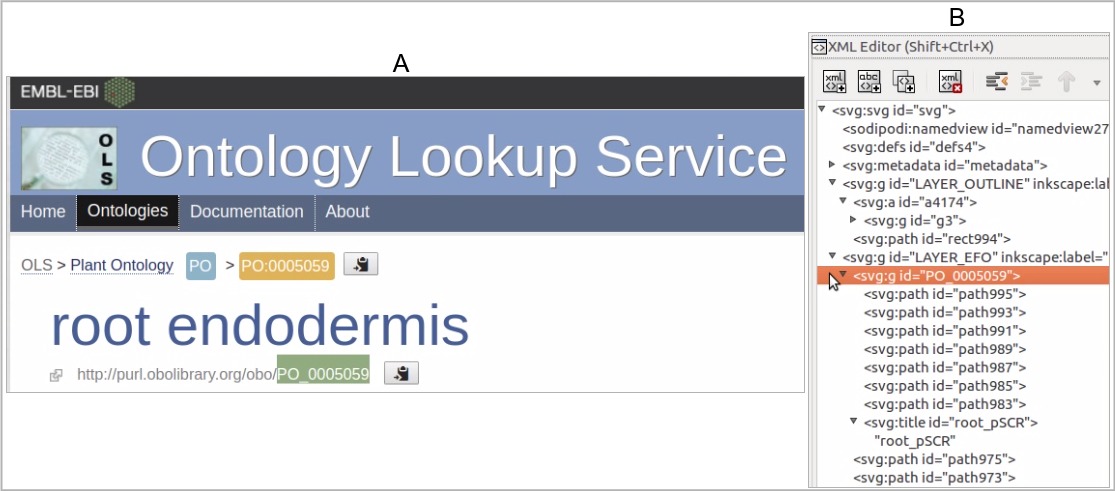 A
EMBL-EBI
OLS
Ontology Lookup Service
Home Ontologies Documentation About
OLS > Plant Ontology PO > PO:0005059
root endodermis
http://purl.obolibrary.org/obo/PO_0005059
B
XML Editor (Shift+Ctrl+X)
xml abc xml
<svg:svg id="svg">
<sodipodi:namedview id="namedview27
<svg:defs id="defs4">
<svg:metadata id="metadata">
<svg:g id="LAYER_OUTLINE" inkscape:lal
<svg:a id="a4174">
<svg:g id="g3">
<svg:path id="rect994">
<svg:g id="LAYER_EFO" inkscape:label="
<svg:g id="PO_0005059">
<svg:path id="path995">
<svg:path id="path993">
<svg:path id="path991">
<svg:path id="path989">
<svg:path id="path987">
<svg:path id="path985">
<svg:path id="path983">
<svg:title id="root_pSCR">
"root_pSCR"
<svg:path id="path975">
<svg:path id="path973">